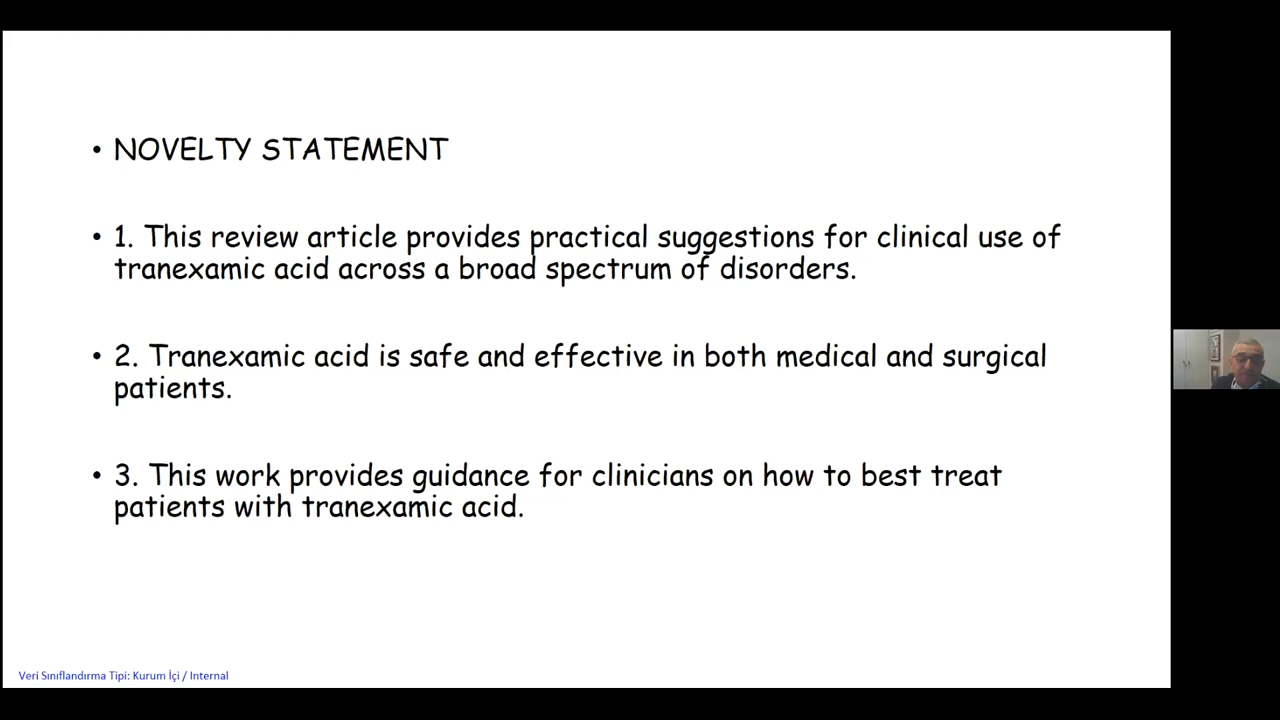 • NOVELTY STATEMENT
• 1. This review article provides practical suggestions for clinical use of
tranexamic acid across a broad spectrum of disorders.
• 2. Tranexamic acid is safe and effective in both medical and surgical
patients.
• 3. This work provides guidance for clinicians on how to best treat
patients with tranexamic acid.
Veri Sınıflandırma Tipi: Kurum İçi / Internal